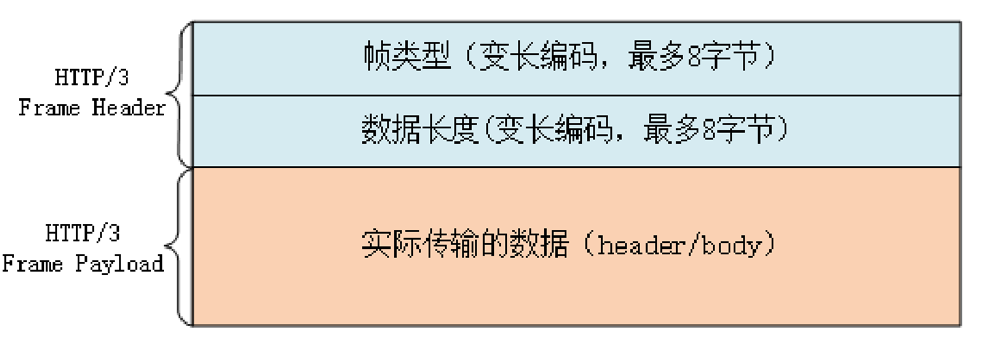 HTTP/3
Frame Header
帧类型（变长编码，最多8字节）
数据长度(变长编码，最多8字节)
HTTP/3
Frame Payload
实际传输的数据（header/body）